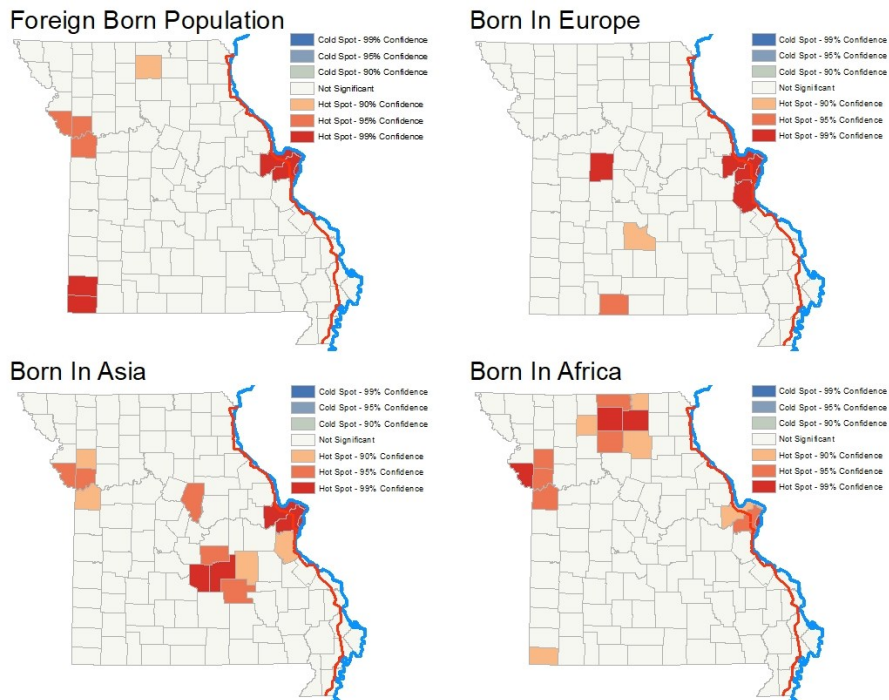 Foreign Born Population
Cold Spot - 99% Confidence
Cold Spot - 95% Confidence
Cold Spot - 90% Confidence
Not Significant
Hot Spot - 90% Confidence
Hot Spot - 95% Confidence
Hot Spot - 99% Confidence
Born In Europe
Cold Spot - 99% Confidence
Cold Spot - 95% Confidence
Cold Spot - 90% Confidence
Not Significant
Hot Spot - 90% Confidence
Hot Spot - 95% Confidence
Hot Spot - 99% Confidence
Born In Asia
Cold Spot - 99% Confidence
Cold Spot - 95% Confidence
Cold Spot - 90% Confidence
Not Significant
Hot Spot - 90% Confidence
Hot Spot - 95% Confidence
Hot Spot - 99% Confidence
Born In Africa
Cold Spot - 99% Confidence
Cold Spot - 95% Confidence
Cold Spot - 90% Confidence
Not Significant
Hot Spot - 90% Confidence
Hot Spot - 95% Confidence
Hot Spot - 99% Confidence